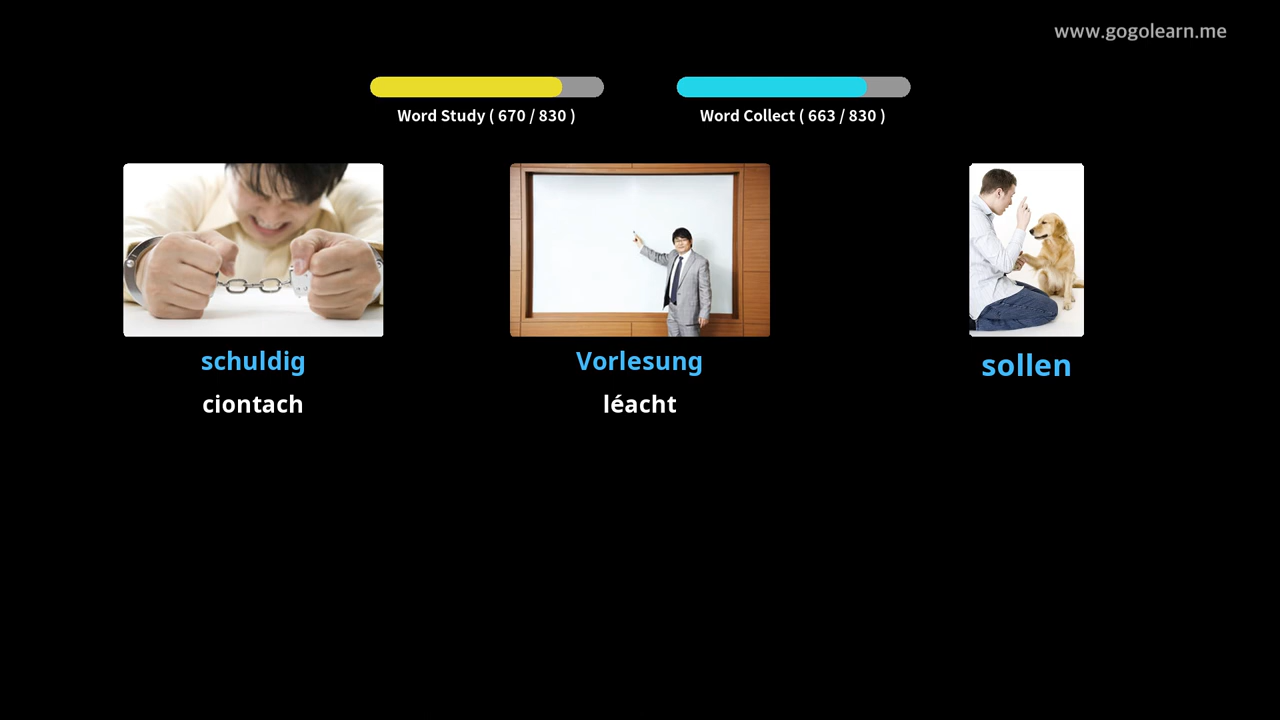 www.gogolearn.me
Word Study ( 670 / 830 )
Word Collect ( 663 / 830 )
schuldig
Vorlesung
sollen
ciontach
léacht